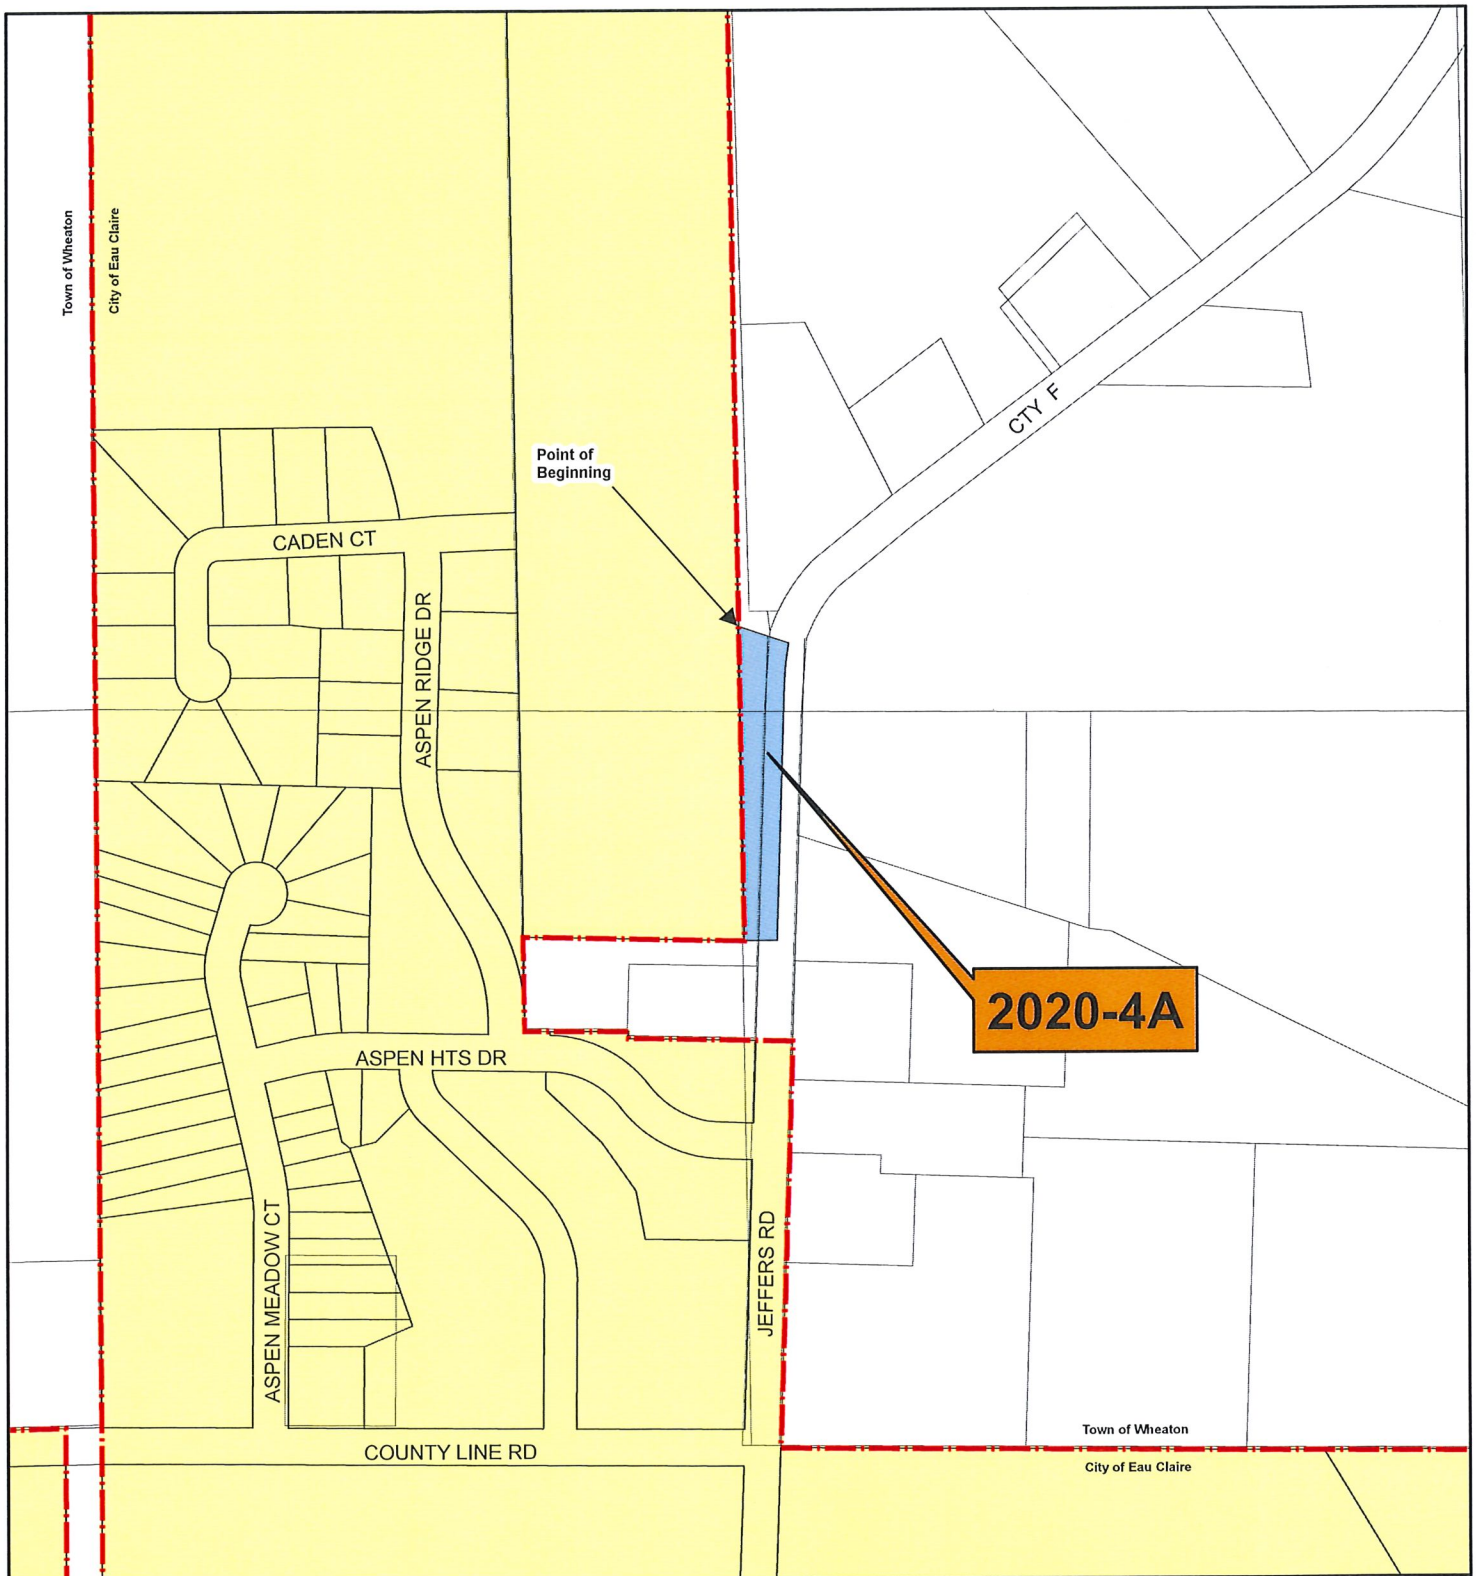 Town of Wheaton
City of Eau Claire
CTY F
Point of
Beginning
CADEN CT
ASPEN RIDGE DR
2020-4A
ASPEN HTS DR
ASPEN MEADOW CT
JEFFERS RD
Town of Wheaton
COUNTY LINE RD
City of Eau Claire